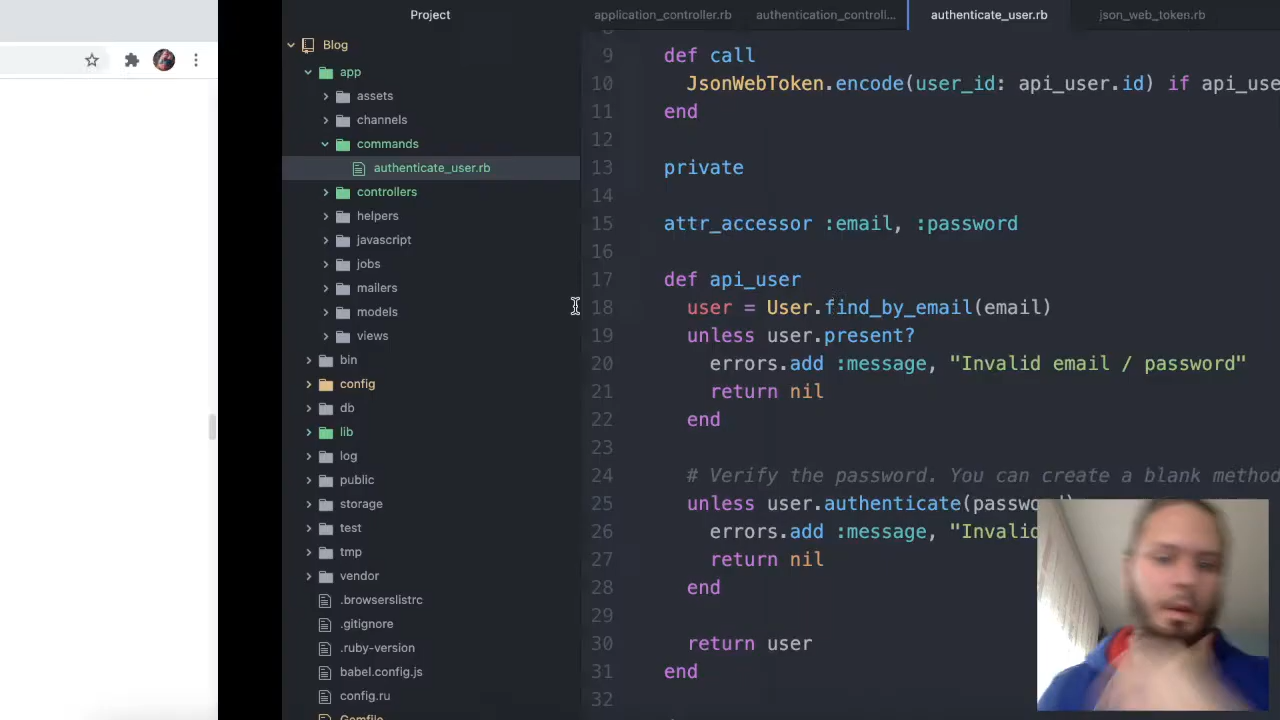 Project
Blog
app
assets
channels
commands
authenticate_user.rb
controllers
helpers
javascript
jobs
mailers
models
views
bin
config
db
lib
log
public
storage
test
tmp
vendor
.browserslistrc
.gitignore
.ruby-version
babel.config.js
config.ru
Gemfile
application_controller.rb authentication_controll... authenticate_user.rb json_web_token.rb
9 def call
10 JsonWebToken.encode(user_id: api_user.id) if api_use
11 end
12
13 private
14
15 attr_accessor :email, :password
16
17 def api_user
18 user = User.find_by_email(email)
19 unless user.present?
20 errors.add :message, "Invalid email / password"
21 return nil
22 end
23
24 # Verify the password. You can create a blank method
25 unless user.authenticate(passwo
26 errors.add :message, "Invalid
27 return nil
28 end
29
30 return user
31 end
32